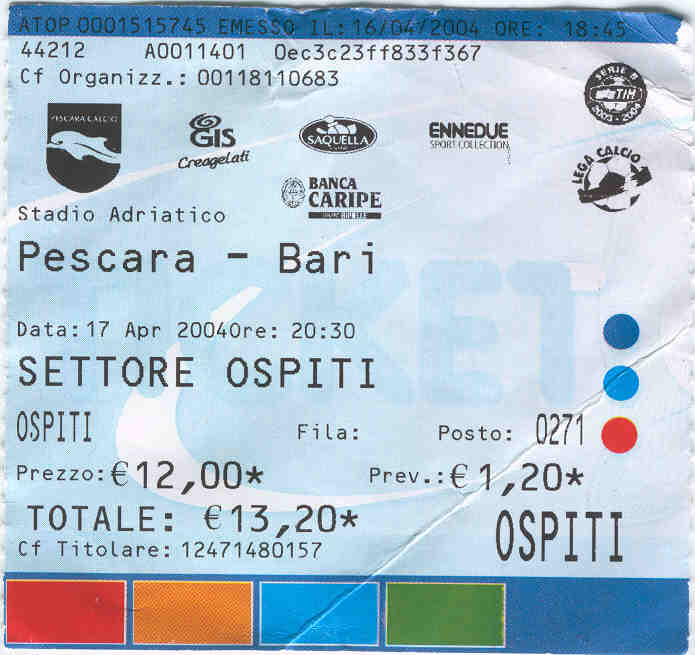 ATOP 0001515745 EMESSO IL: 16/04/2004 ORE: 18:45
44212 A0011401 0ec3c23ff833f367
Cf Organizz.: 00118110683
SERIE B
TIM
2003 - 2004
PESCARA CALCIO
GIS
Creagelati
SAQUELLA
ENNEDUE
SPORT COLLECTION
LEGA CALCIO
BANCA
CARIPE
Stadio Adriatico
Pescara - Bari
TICKET
Data: 17 Apr 2004Ore: 20:30
SETTORE OSPITI
OSPITI Fila: Posto: 0271
Prezzo: €12,00* Prev.: €1,20*
TOTALE: €13,20* OSPITI
Cf Titolare: 12471480157